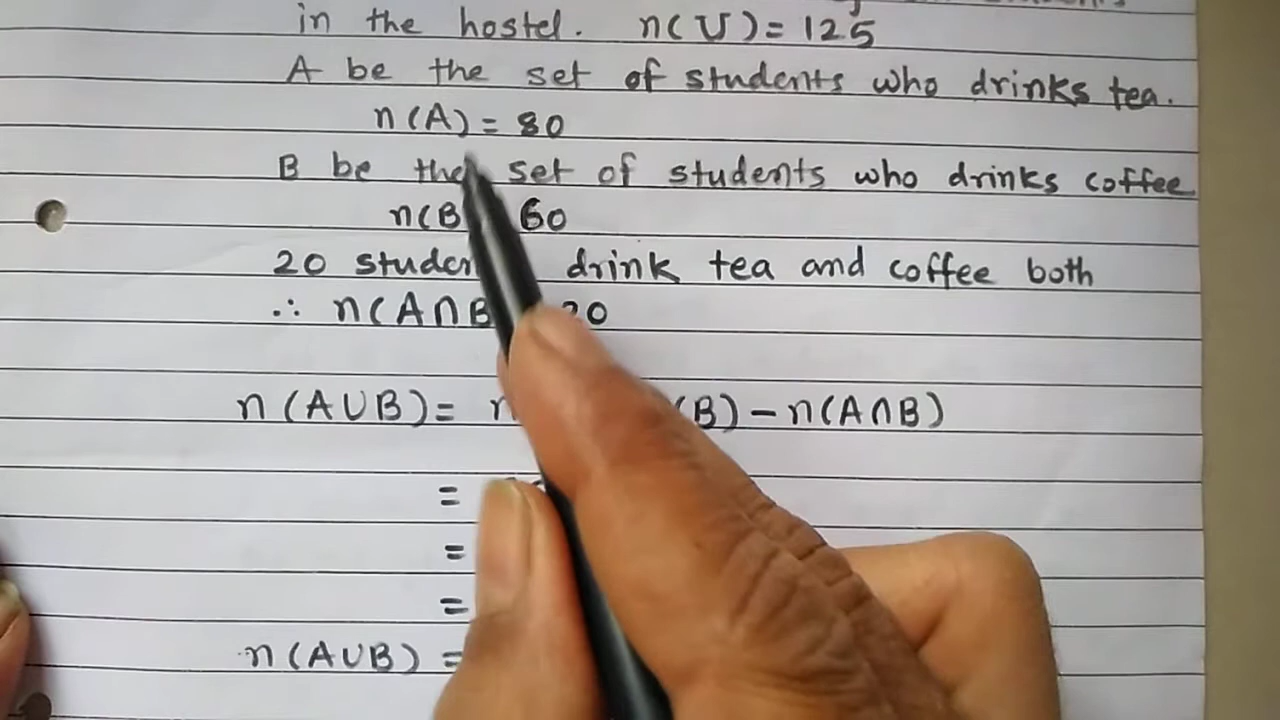 in the hostel. n(U) = 125
A be the set of students who drinks tea.
n(A) = 80
B be the set of students who drinks coffee
n(B 60
20 studen drink tea and coffee both
∴ n(A∩B 20
n(A∪B) = n (B) − n(A∩B)
=
=
=
n(A∪B) =